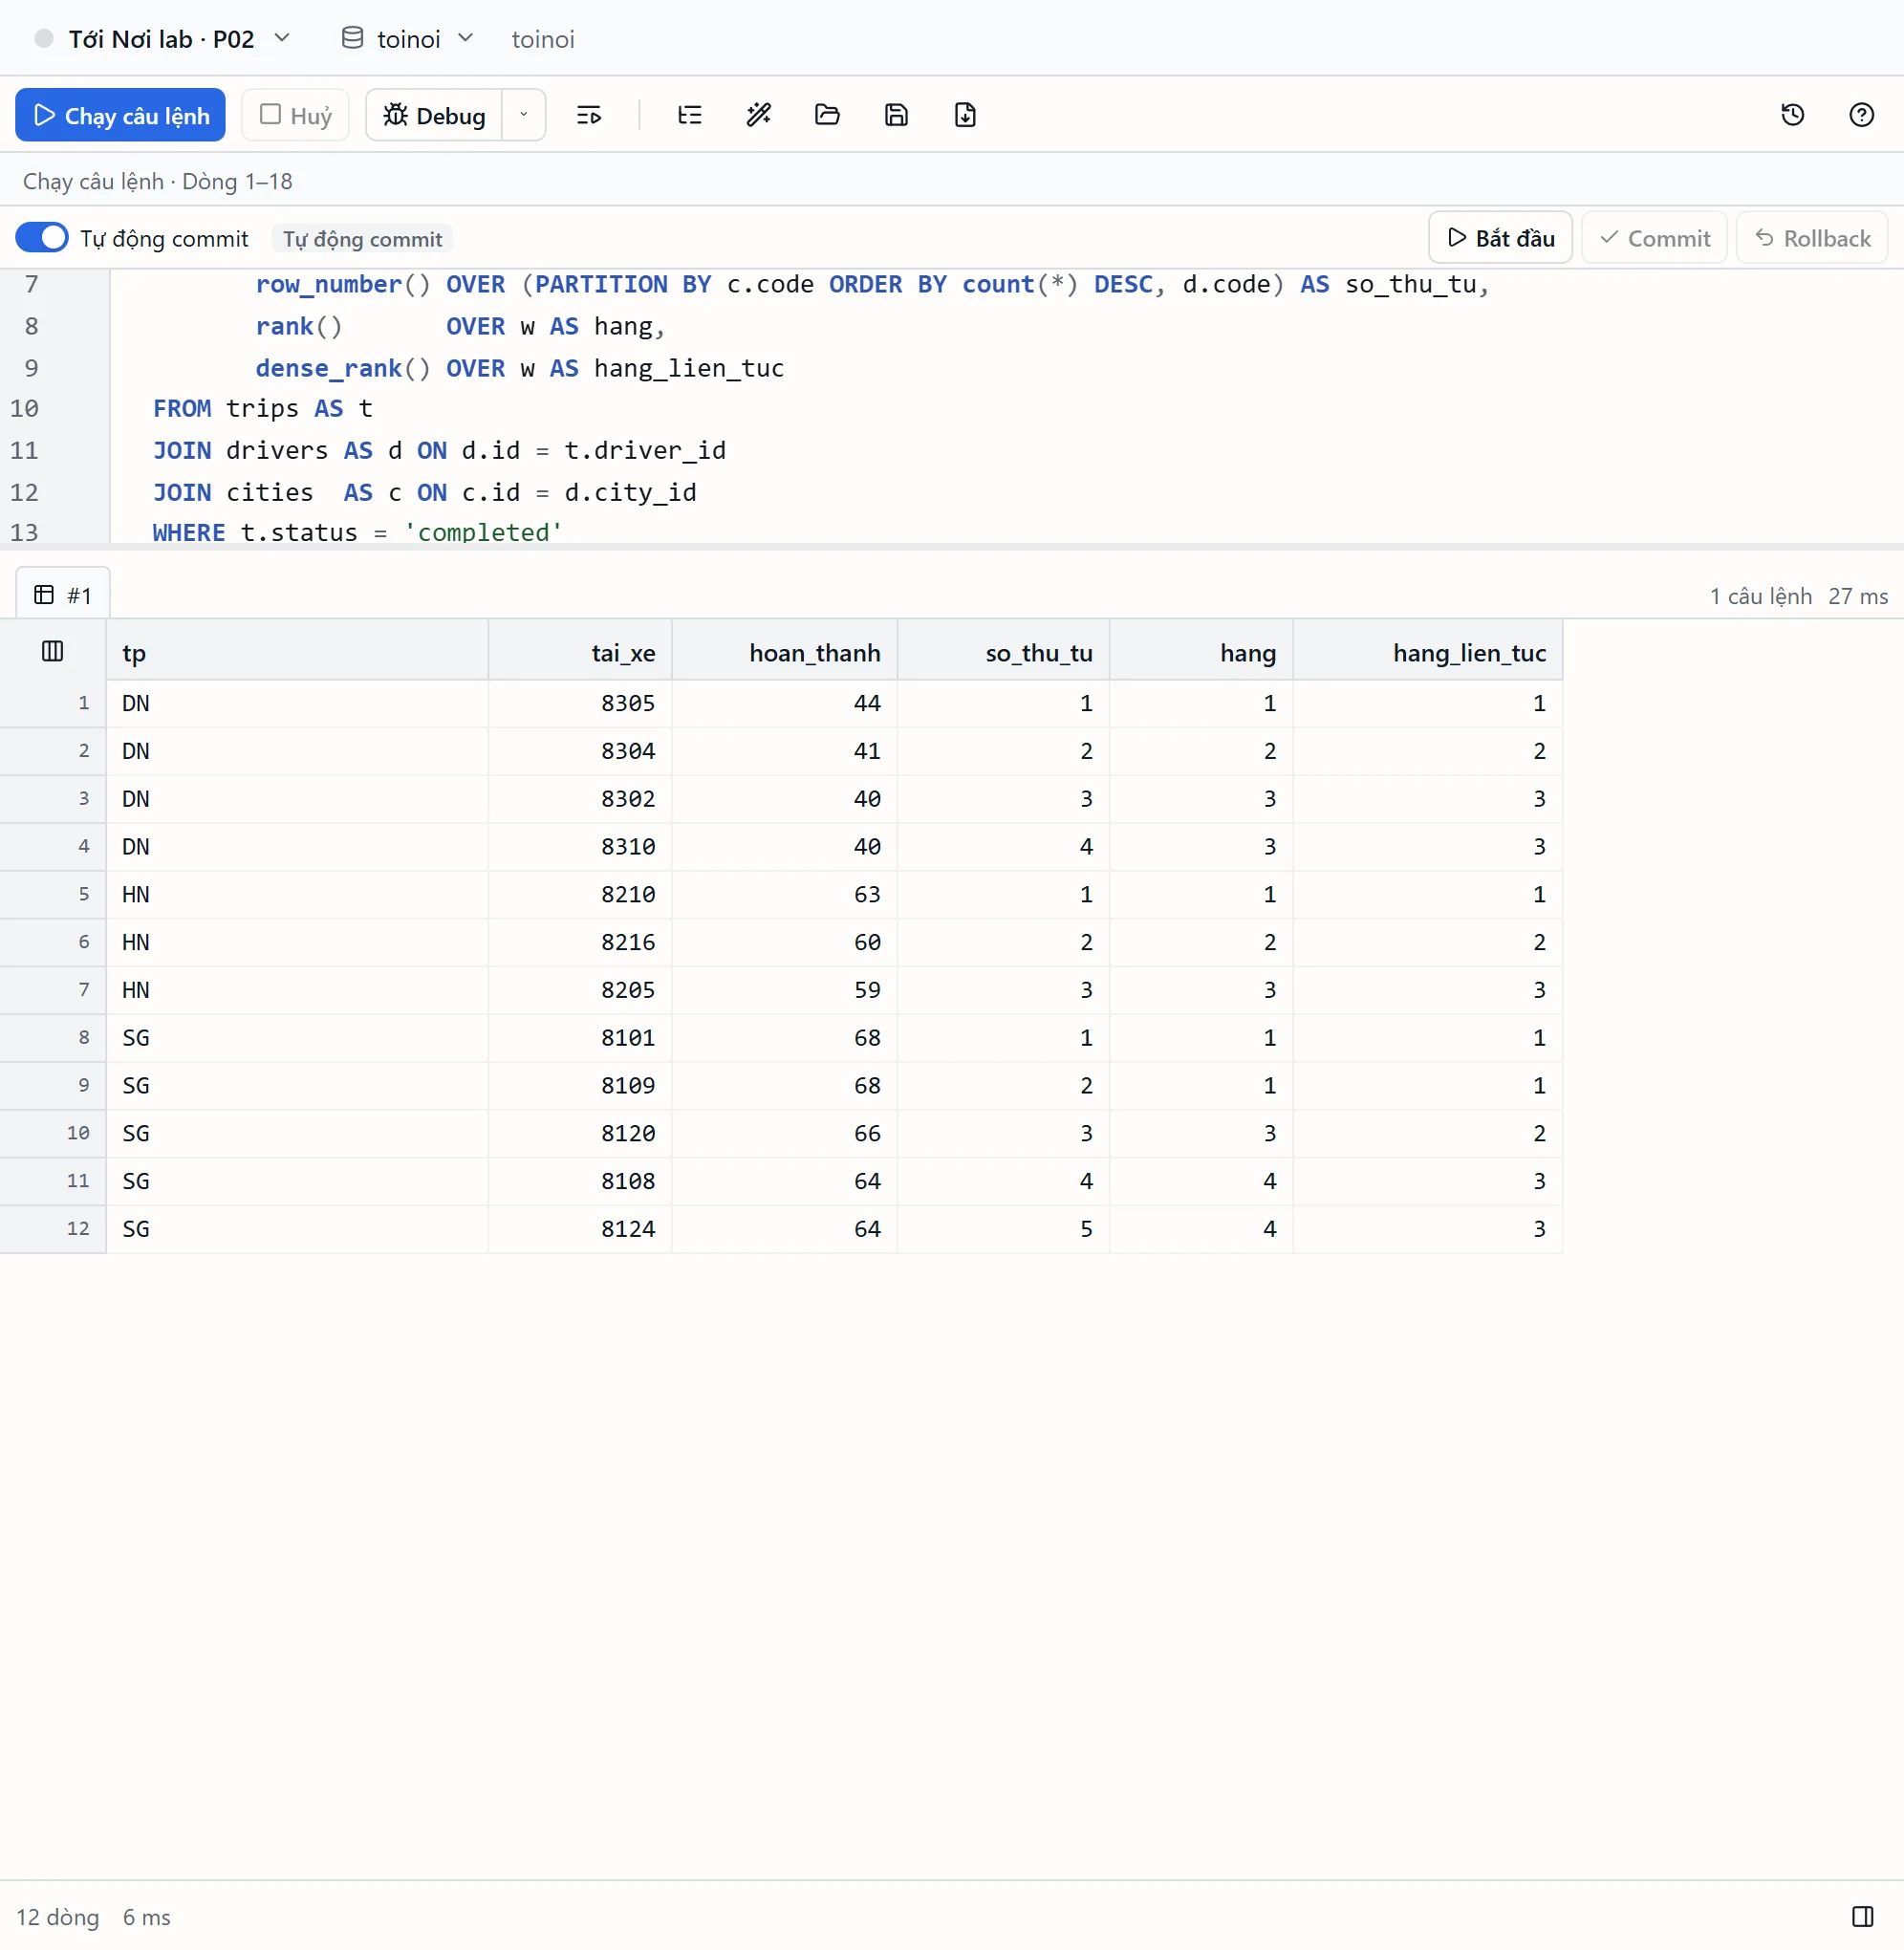 Tới Nơi lab · P02 toinoi toinoi
Chạy câu lệnh Huỷ Debug
Chạy câu lệnh · Dòng 1–18
Tự động commit Tự động commit Bắt đầu Commit Rollback
7 row_number() OVER (PARTITION BY c.code ORDER BY count(*) DESC, d.code) AS so_thu_tu,
8 rank() OVER w AS hang,
9 dense_rank() OVER w AS hang_lien_tuc
10 FROM trips AS t
11 JOIN drivers AS d ON d.id = t.driver_id
12 JOIN cities AS c ON c.id = d.city_id
13 WHERE t.status = 'completed'
#1 1 câu lệnh 27 ms
tp tai_xe hoan_thanh so_thu_tu hang hang_lien_tuc
1 DN 8305 44 1 1 1
2 DN 8304 41 2 2 2
3 DN 8302 40 3 3 3
4 DN 8310 40 4 3 3
5 HN 8210 63 1 1 1
6 HN 8216 60 2 2 2
7 HN 8205 59 3 3 3
8 SG 8101 68 1 1 1
9 SG 8109 68 2 1 1
10 SG 8120 66 3 3 2
11 SG 8108 64 4 4 3
12 SG 8124 64 5 4 3
12 dòng 6 ms